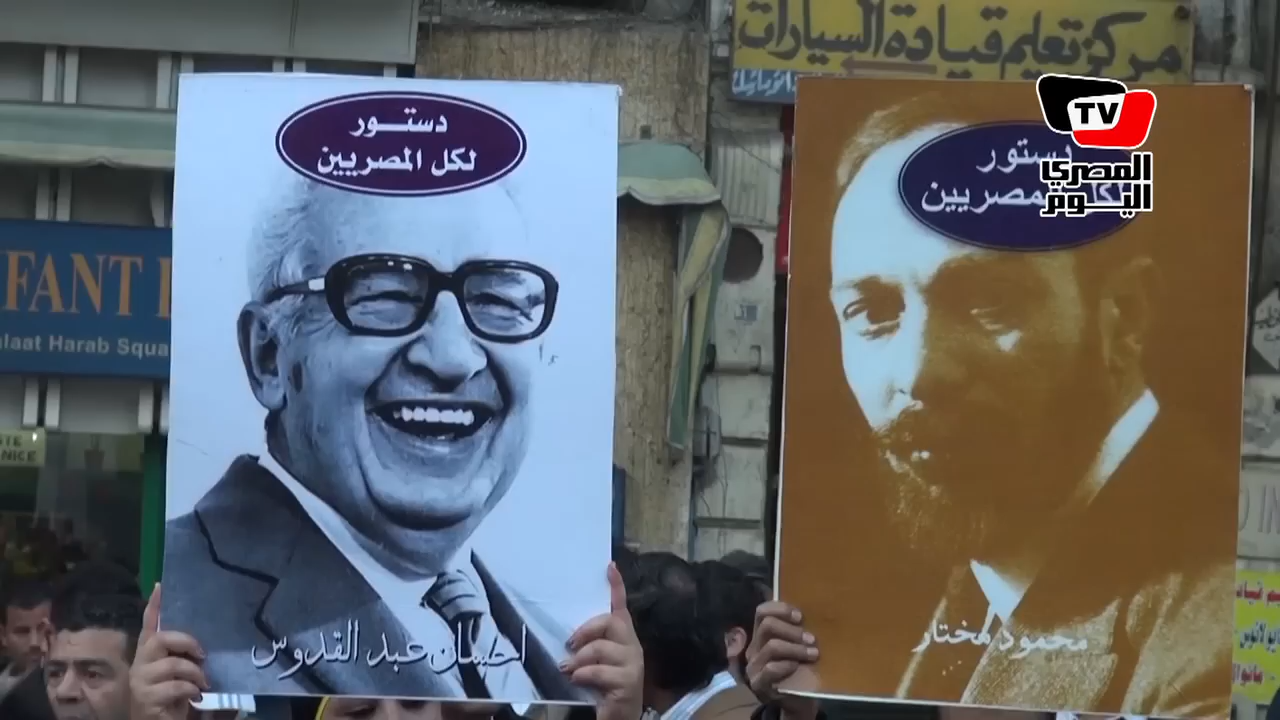 مركز تعليم قيادة السيارات
TV
المصري
اليوم
دستور
لكل المصريين
دستور
لكل المصريين
FANT
alaat Harab Squa
NICE
احسان عبد القدوس
محمود مختار